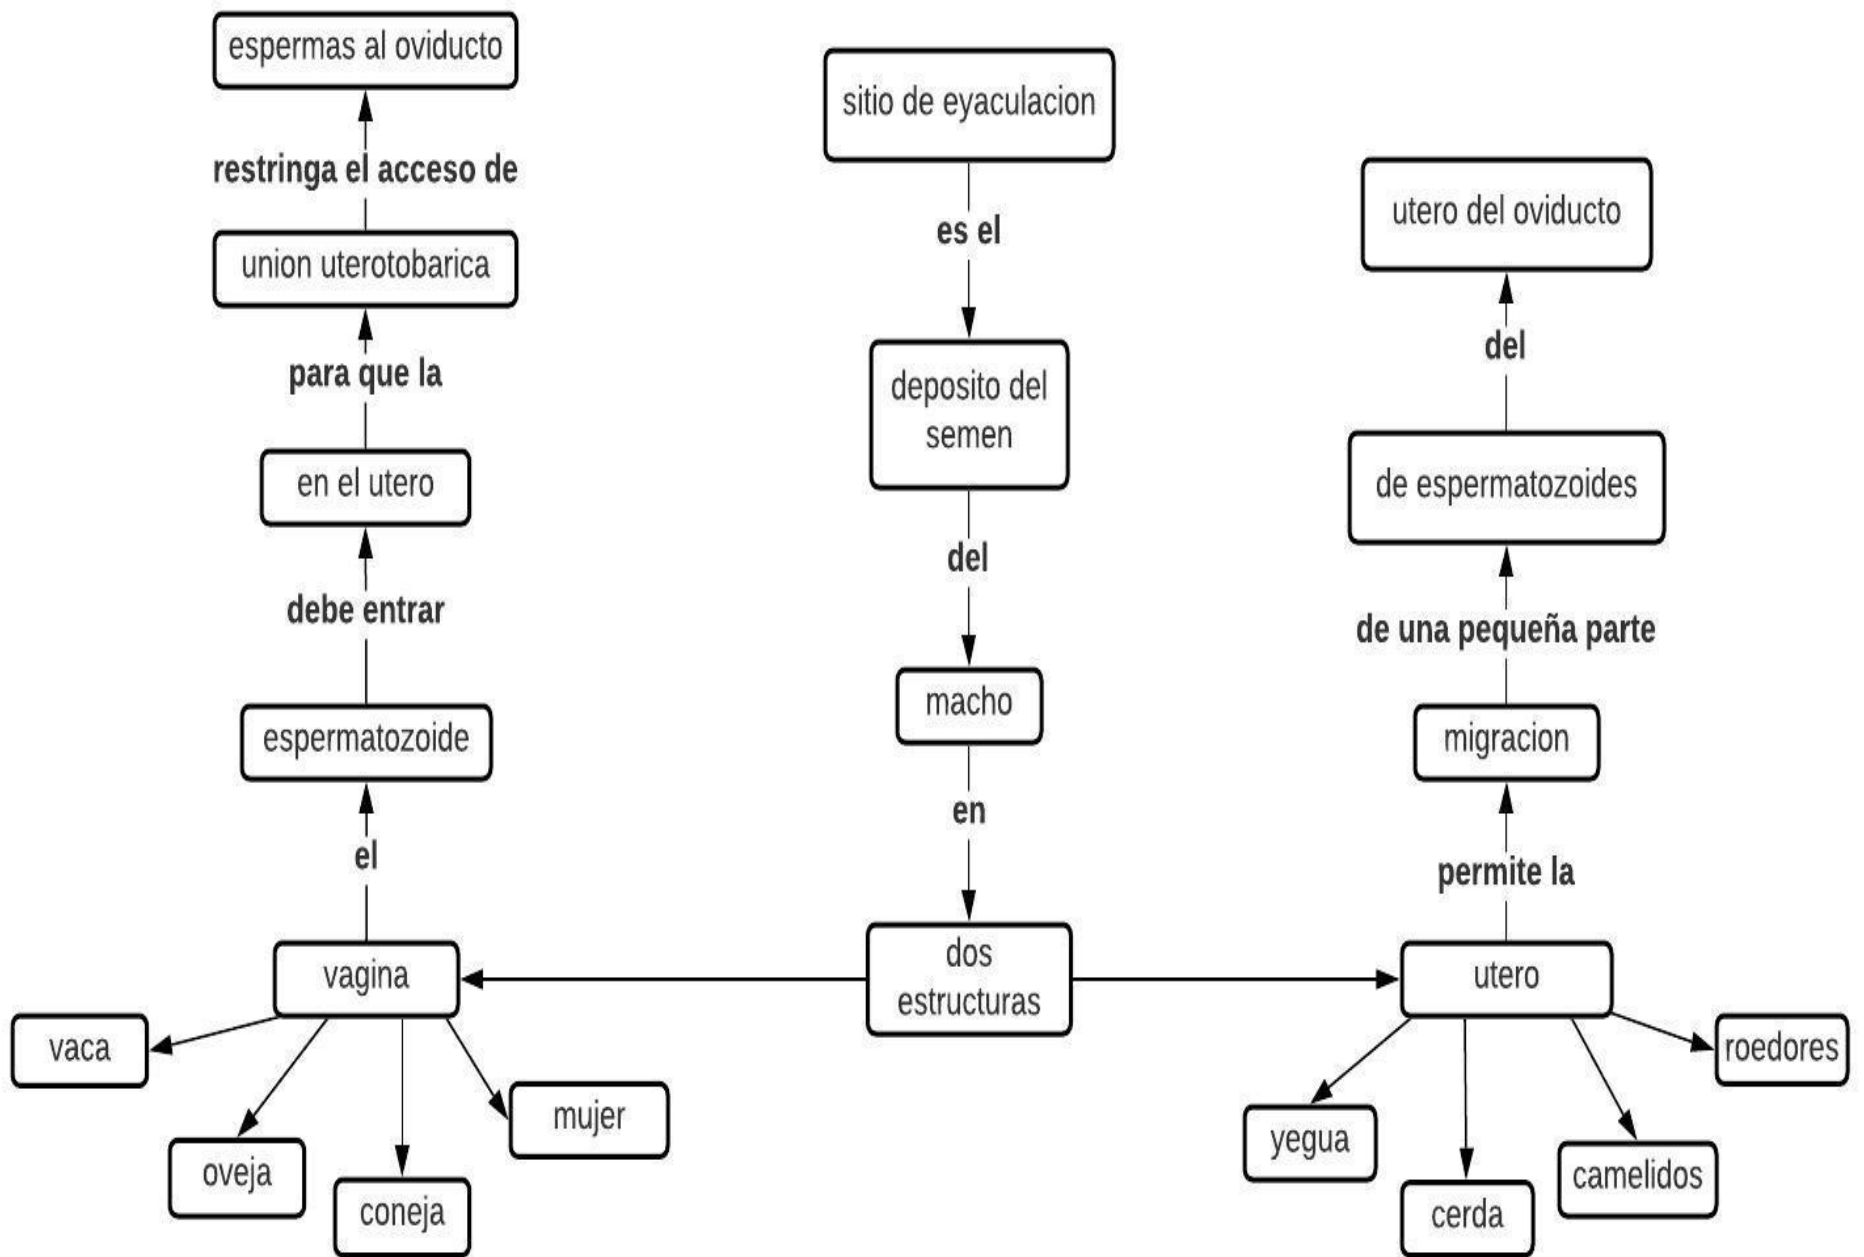 espermas al oviducto
restringa el acceso de
union uterotobarica
para que la
en el utero
debe entrar
espermatozoide
el
vagina
vaca
oveja
coneja
mujer
sitio de eyaculacion
es el
deposito del
semen
del
macho
en
dos
estructuras
utero del oviducto
del
de espermatozoides
de una pequeña parte
migracion
permite la
utero
yegua
cerda
camelidos
roedores